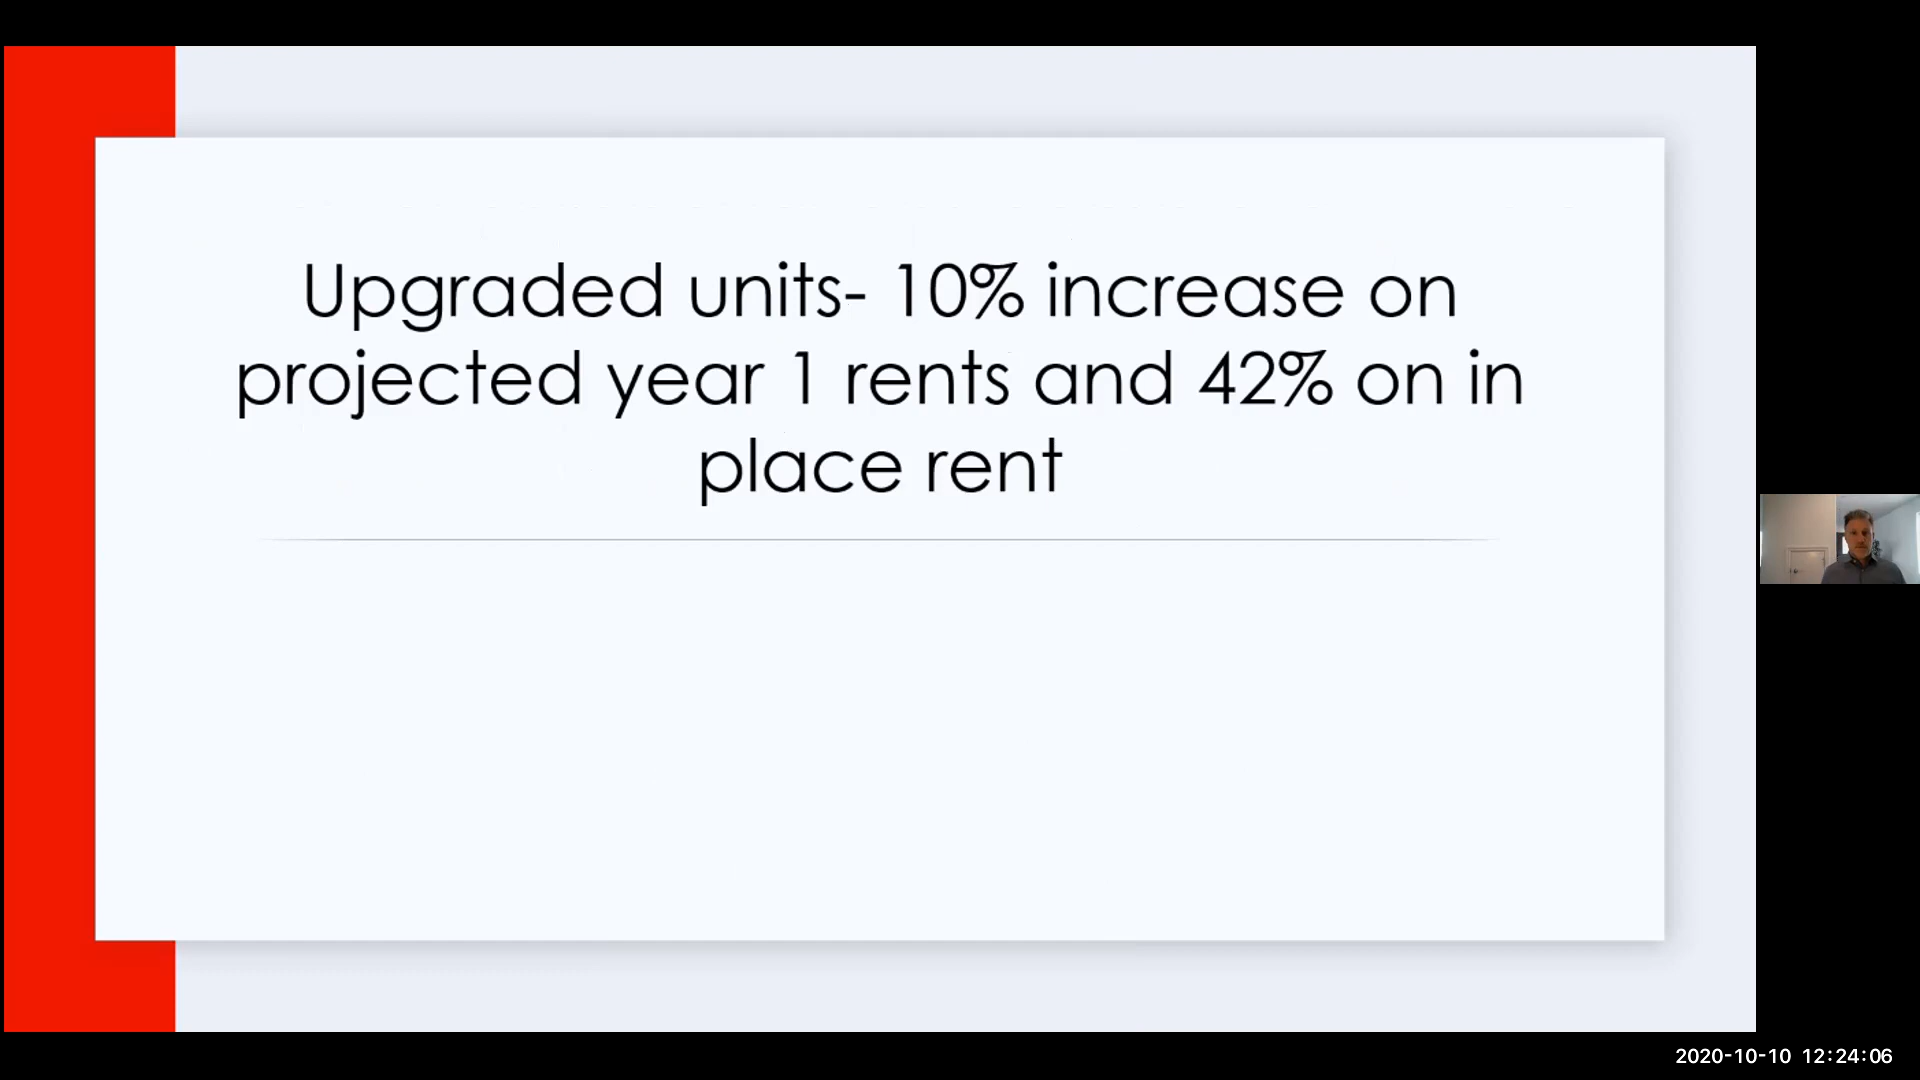 Upgraded units- 10% increase on
projected year 1 rents and 42% on in
place rent
2020-10-10 12:24:06